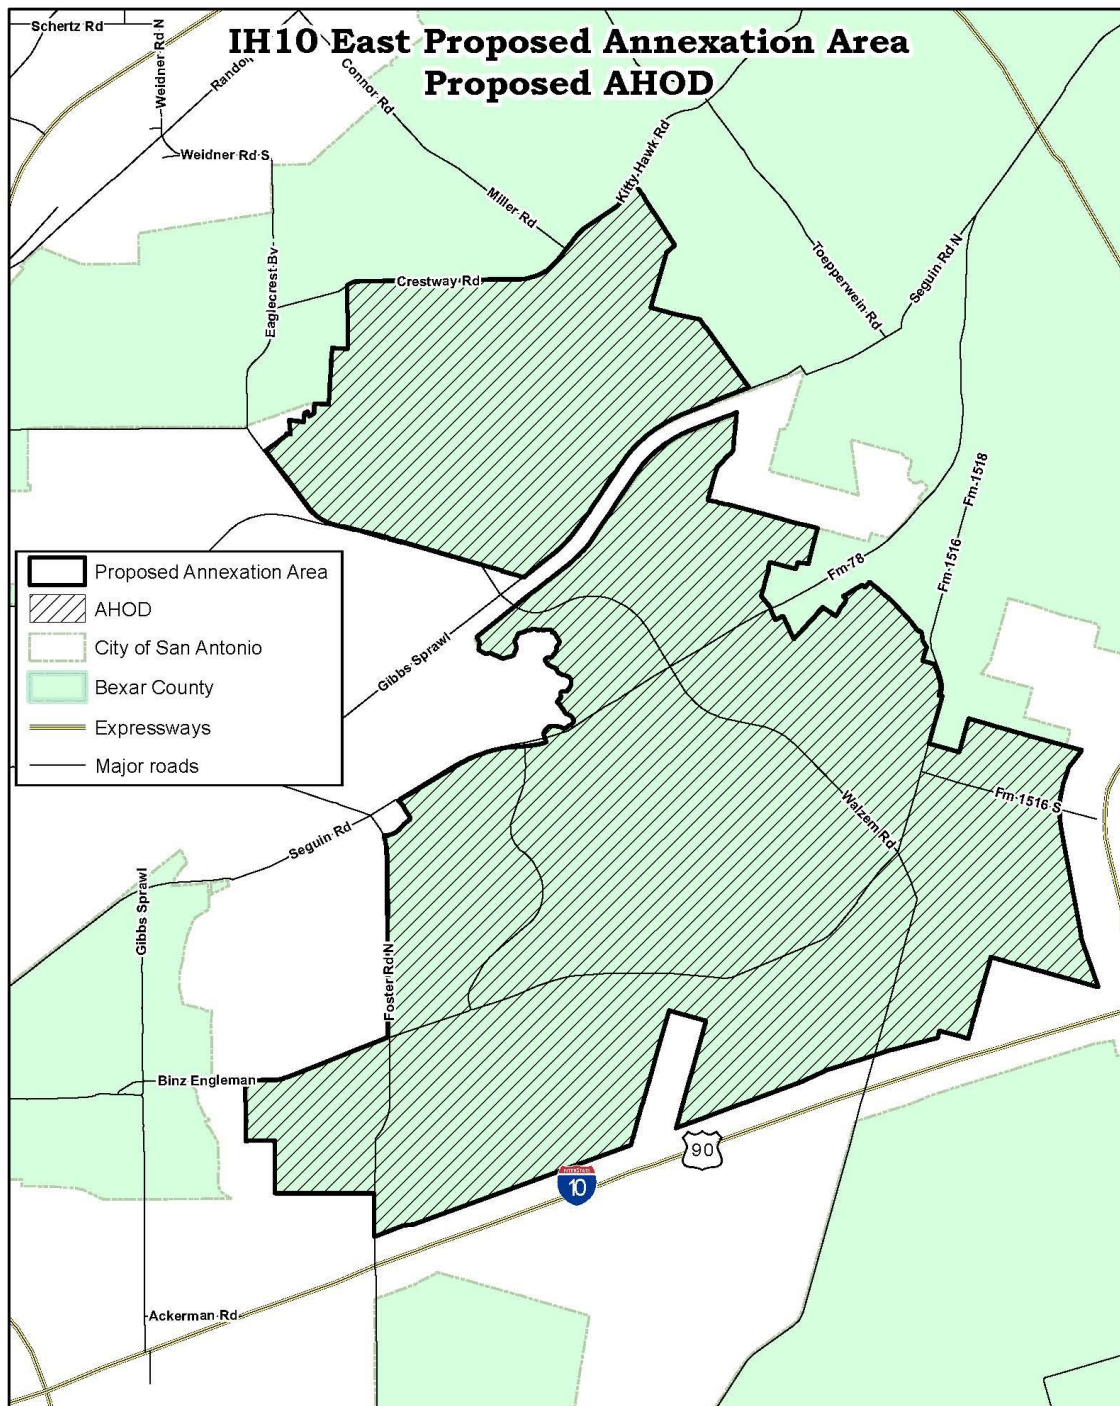 IH10 East Proposed Annexation Area
Proposed AHOD
Schertz Rd
Weidner Rd N
Connor Rd
Weidner Rd S
Kitty Hawk Rd
Miller Rd
Toepperwein Rd
Seguin Rd N
Eaglecrest Bv
Crestway Rd
Fm 1518
Fm 1516
Fm 78
Proposed Annexation Area
AHOD
City of San Antonio
Bexar County
Expressways
Major roads
Gibbs Sprawl
Walzem Rd
Fm 1516 S
Seguin Rd
Gibbs Sprawl
Foster Rd N
Binz Engleman
90
INTERSTATE
10
Ackerman Rd